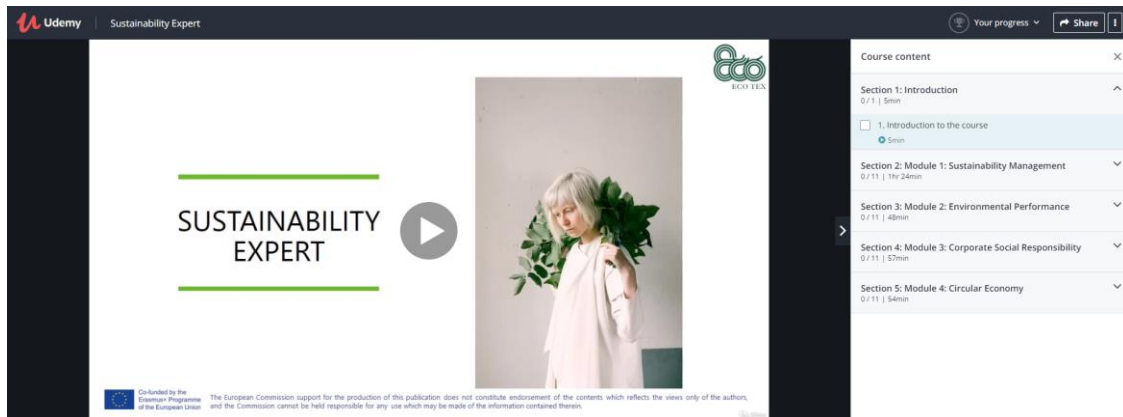 Udemy
Sustainability Expert
Your progress
Share
ECO TEX
SUSTAINABILITY
EXPERT
Co-funded by the
Erasmus+ Programme
of the European Union
The European Commission support for the production of this publication does not constitute endorsement of the contents which reflects the views only of the authors,
and the Commission cannot be held responsible for any use which may be made of the information contained therein.
Course content
Section 1: Introduction
0 / 1 | 5min
1. Introduction to the course
5min
Section 2: Module 1: Sustainability Management
0 / 11 | 1hr 24min
Section 3: Module 2: Environmental Performance
0 / 11 | 48min
Section 4: Module 3: Corporate Social Responsibility
0 / 11 | 57min
Section 5: Module 4: Circular Economy
0 / 11 | 54min